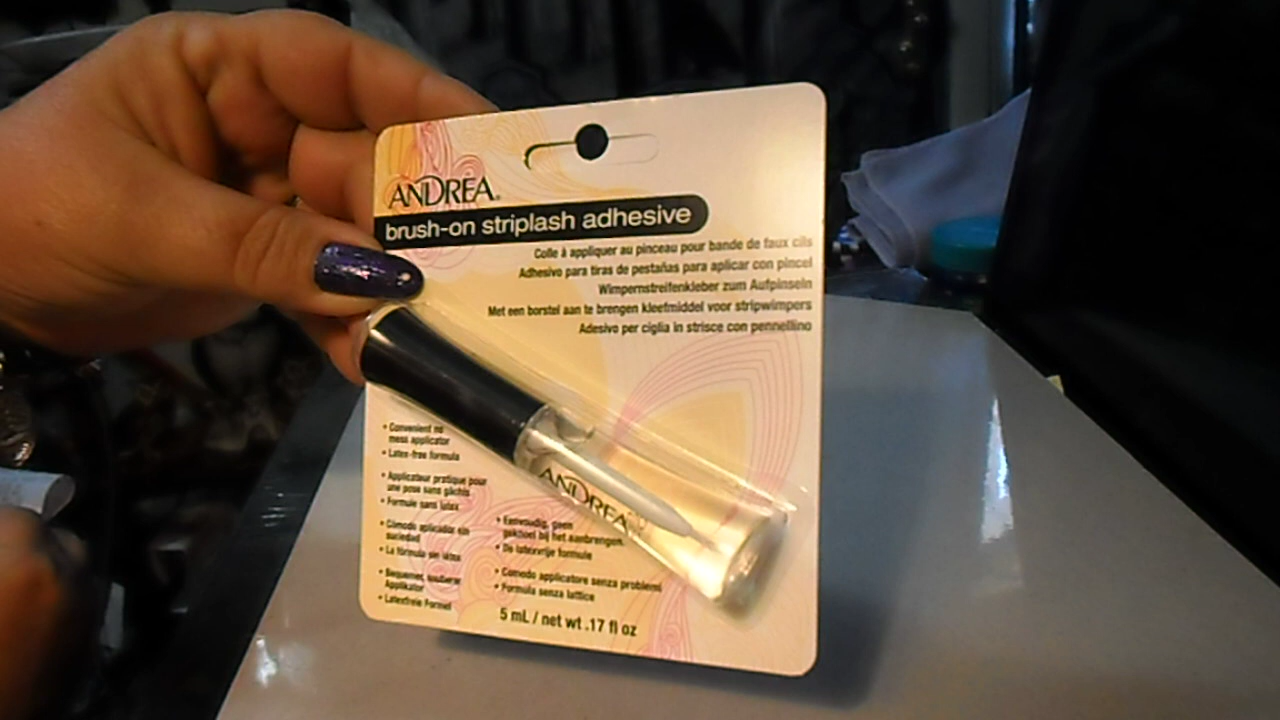 ANDREA®
brush-on striplash adhesive
Colle à appliquer au pinceau pour bande de faux cils
Adhesivo para tiras de pestañas para aplicar con pincel
Wimpernstreifenkleber zum Aufpinseln
Met een borstel aan te brengen kleefmiddel voor stripwimpers
Adesivo per ciglia in strisce con pennellino
ANDREA
• Convenient no
mess applicator
• Latex-free formula
• Applicateur pratique pour
une pose sans gâchis
• Formule sans latex
• Cómodo aplicador sin
suciedad
• La fórmula sin látex
• Bequemer, sauberer
Applikator
• Latexfreie Formel
• Eenvoudig, geen
geknoei bij het aanbrengen.
• De latexvrije formule
• Comodo applicatore senza problemi
• Formula senza lattice
5 mL / net wt .17 fl oz